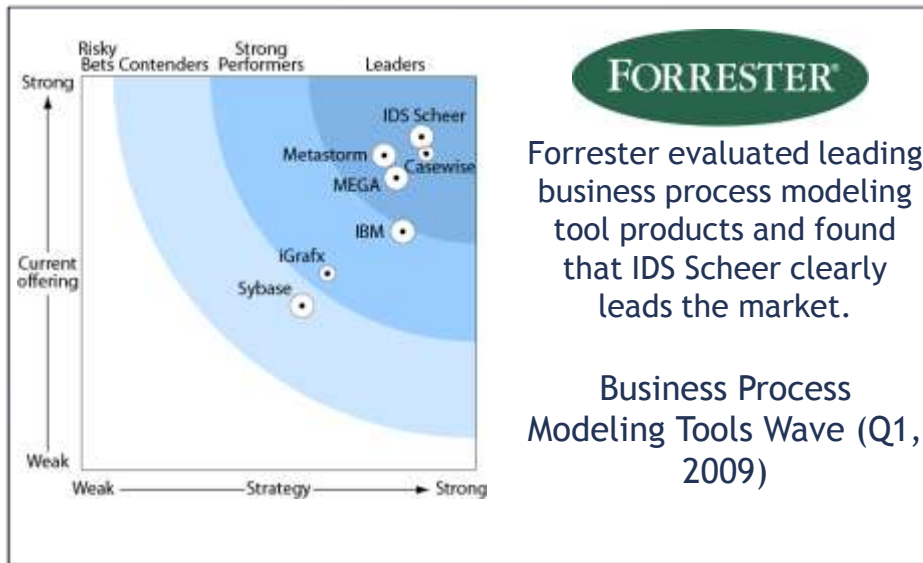 Risky
Bets Contenders
Strong
Performers
Leaders
Strong
Current
offering
Weak
IDS Scheer
Metastorm
Casewise
MEGA
IBM
iGrafx
Sybase
Weak
Strategy
Strong
FORRESTER®
Forrester evaluated leading
business process modeling
tool products and found
that IDS Scheer clearly
leads the market.
Business Process
Modeling Tools Wave (Q1,
2009)